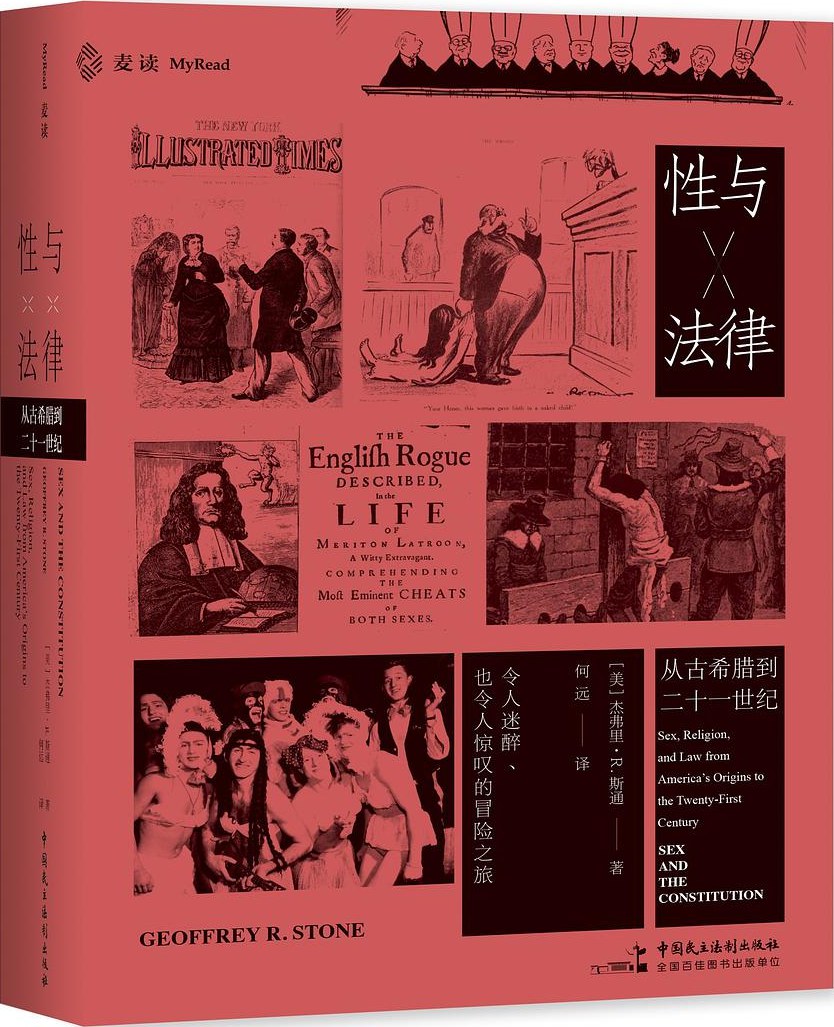 MyRead 麦读
性与
法律
从古希腊到
二十一世纪
SEX AND THE CONSTITUTION
GEOFFREY R. STONE
Sex, Religion,
and Law from America's Origins to
the Twenty-First Century
[美]杰弗里·R.斯通 著
何远 译
中国民主法制出版社
麦读 MyRead
THE NEW YORK
ILLUSTRATED TIMES
"Your Honor, this woman gave birth to a naked child!"
性与
法律
THE
Engliſh Rogue
DESCRIBED,
In the
LIFE
OF
MERITON LATROON,
A Witty Extravagant.
COMPREHENDING
THE
Moſt Eminent CHEATS
OF
BOTH SEXES.
[美]杰弗里·R.斯通——著
何远——译
令人迷醉、
也令人惊叹的冒险之旅
从古希腊到
二十一世纪
Sex, Religion,
and Law from
America's Origins to
the Twenty-First
Century
SEX
AND
THE
CONSTITUTION
GEOFFREY R. STONE
中国民主法制出版社
全国百佳图书出版单位